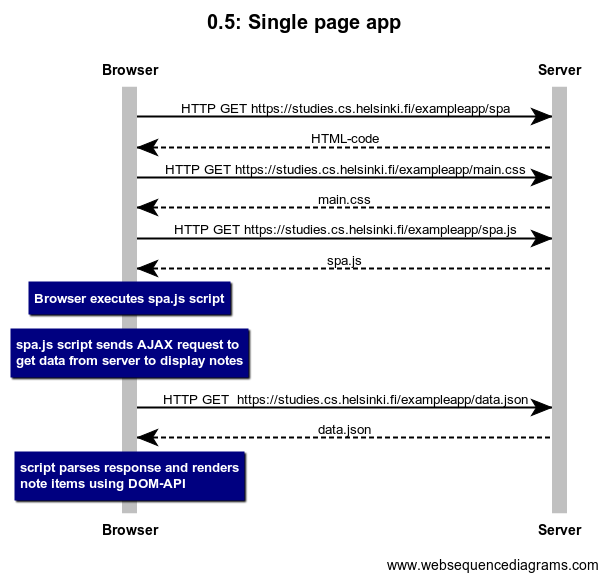 0.5: Single page app
Browser
Server
HTTP GET https://studies.cs.helsinki.fi/exampleapp/spa
HTML-code
HTTP GET https://studies.cs.helsinki.fi/exampleapp/main.css
main.css
HTTP GET https://studies.cs.helsinki.fi/exampleapp/spa.js
spa.js
Browser executes spa.js script
spa.js script sends AJAX request to
get data from server to display notes
HTTP GET  https://studies.cs.helsinki.fi/exampleapp/data.json
data.json
script parses response and renders
note items using DOM-API
Browser
Server
www.websequencediagrams.com